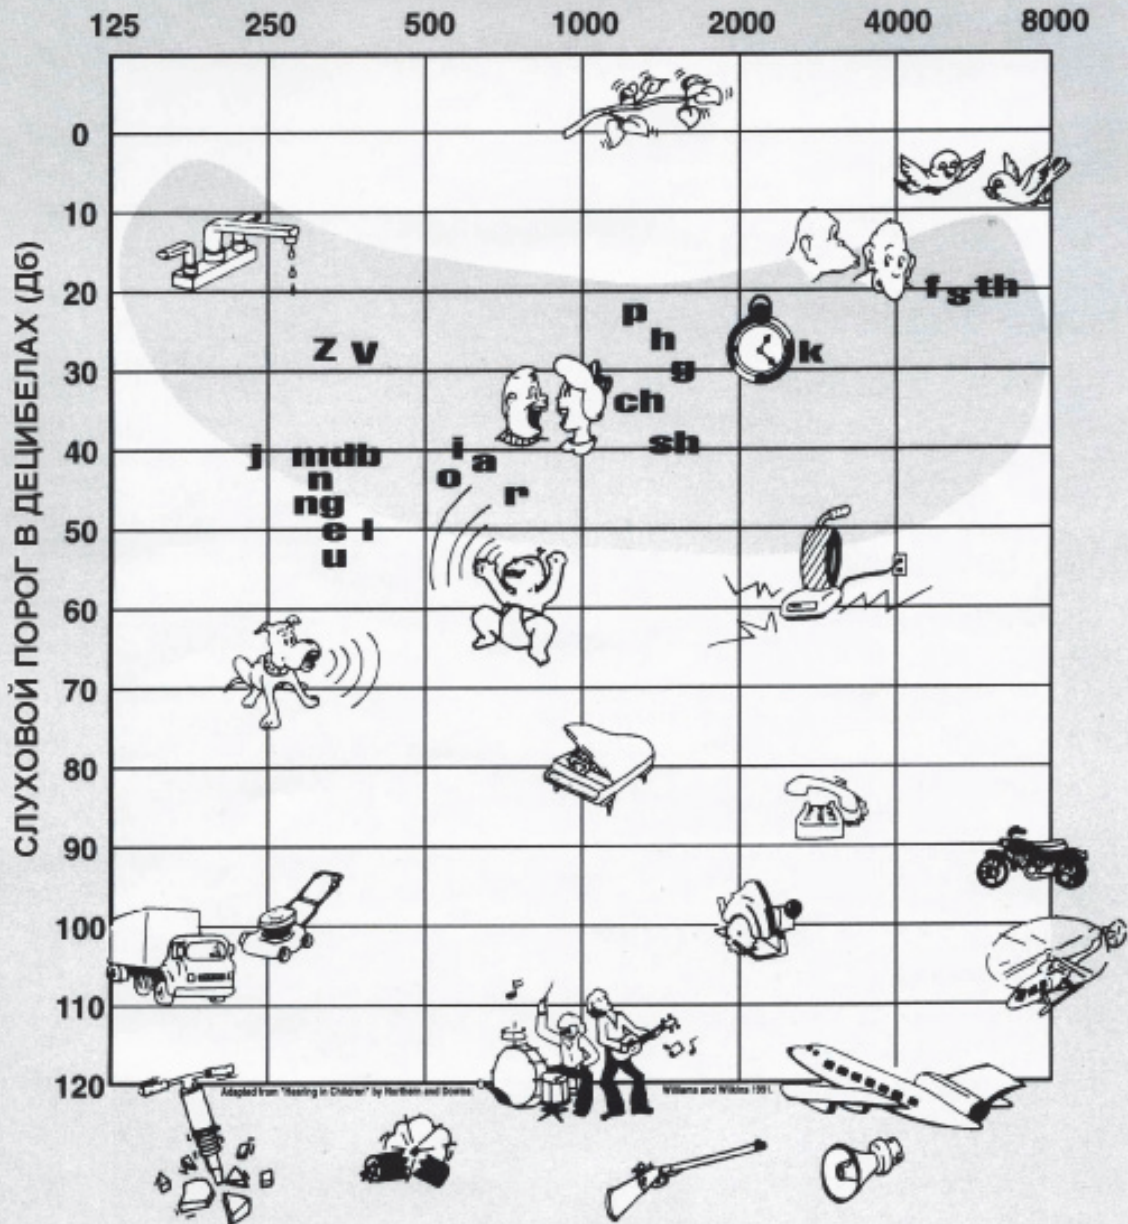 125 250 500 1000 2000 4000 8000
СЛУХОВОЙ ПОРОГ В ДЕЦИБЕЛАХ (Дб)
0
10
20
f s th
p
h
z v
k
g
30
ch
sh
40
j mdb
i a
n
o
r
ng
50
e l
u
60
70
80
90
100
110
120
Adapted from "Hearing in Children" by Northern and Downs.
Williams and Wilkins 1991.